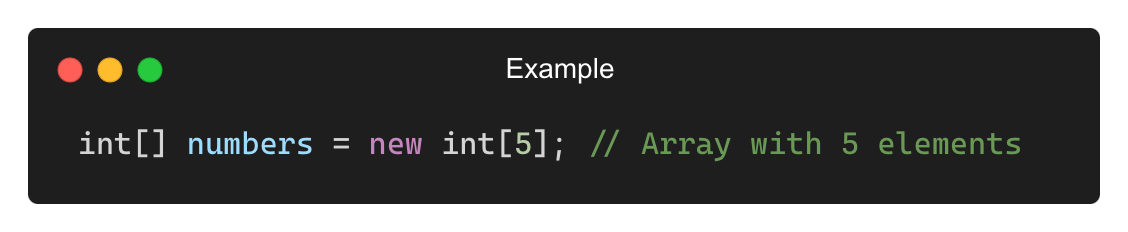 Example
int[] numbers = new int[5]; // Array with 5 elements